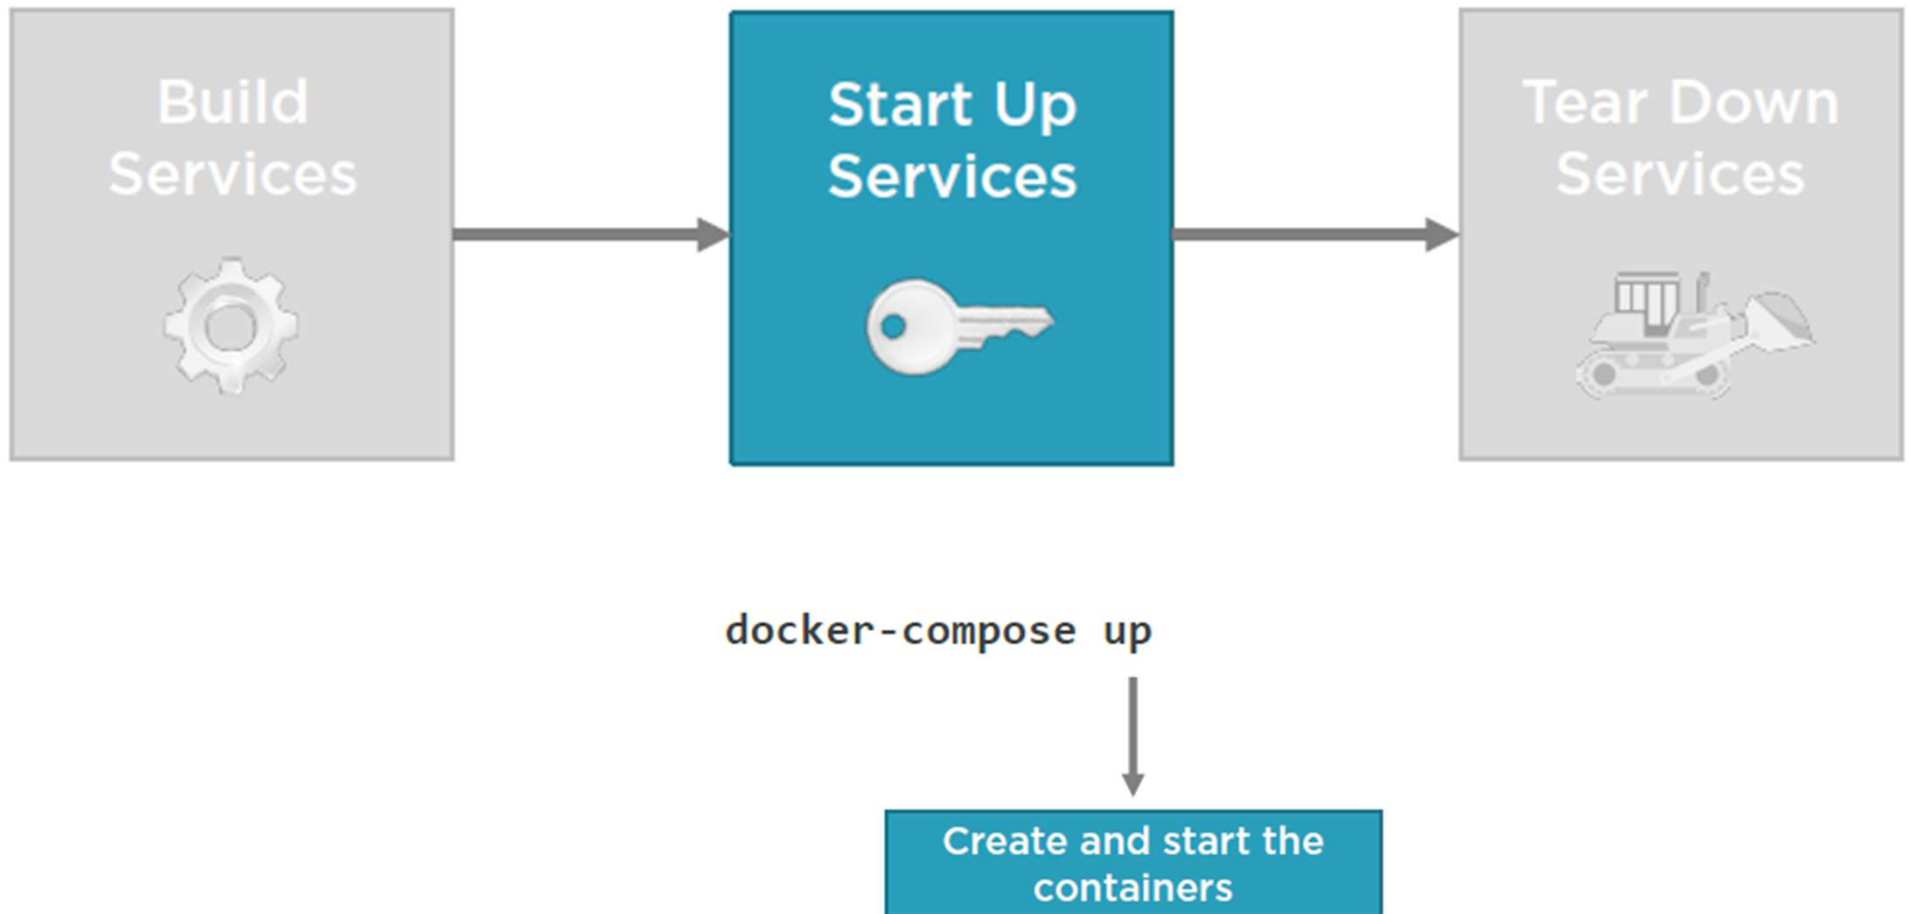 Build
Services
Start Up
Services
Tear Down
Services
docker-compose up
Create and start the
containers